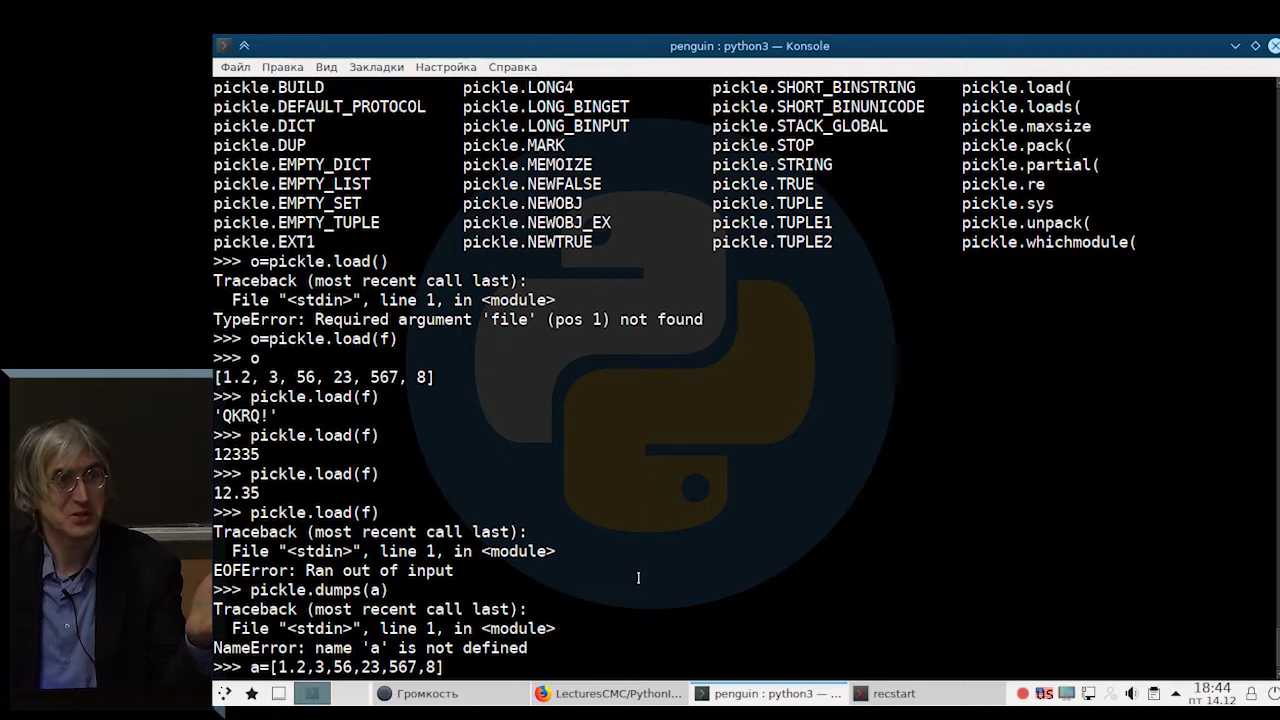 penguin : python3 — Konsole
Файл Правка Вид Закладки Настройка Справка
pickle.BUILD pickle.LONG4 pickle.SHORT_BINSTRING pickle.load(
pickle.DEFAULT_PROTOCOL pickle.LONG_BINGET pickle.SHORT_BINUNICODE pickle.loads(
pickle.DICT pickle.LONG_BINPUT pickle.STACK_GLOBAL pickle.maxsize
pickle.DUP pickle.MARK pickle.STOP pickle.pack(
pickle.EMPTY_DICT pickle.MEMOIZE pickle.STRING pickle.partial(
pickle.EMPTY_LIST pickle.NEWFALSE pickle.TRUE pickle.re
pickle.EMPTY_SET pickle.NEWOBJ pickle.TUPLE pickle.sys
pickle.EMPTY_TUPLE pickle.NEWOBJ_EX pickle.TUPLE1 pickle.unpack(
pickle.EXT1 pickle.NEWTRUE pickle.TUPLE2 pickle.whichmodule(
>>> o=pickle.load()
Traceback (most recent call last):
  File "<stdin>", line 1, in <module>
TypeError: Required argument 'file' (pos 1) not found
>>> o=pickle.load(f)
>>> o
[1.2, 3, 56, 23, 567, 8]
>>> pickle.load(f)
'QKRQ!'
>>> pickle.load(f)
12335
>>> pickle.load(f)
12.35
>>> pickle.load(f)
Traceback (most recent call last):
  File "<stdin>", line 1, in <module>
EOFError: Ran out of input
>>> pickle.dumps(a)
Traceback (most recent call last):
  File "<stdin>", line 1, in <module>
NameError: name 'a' is not defined
>>> a=[1.2,3,56,23,567,8]
Громкость LecturesCMC/PythonI... penguin : python3 — ... recstart us 18:44
пт 14.12